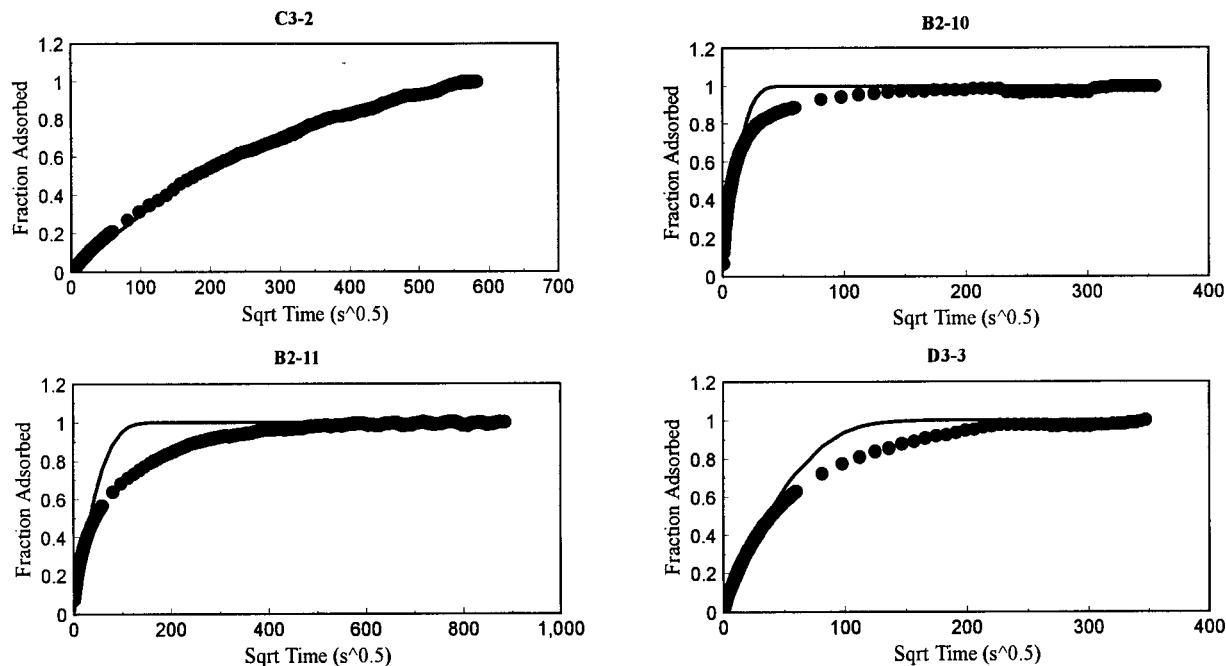 C3-2
1.2
1
0.8
0.6
0.4
0.2
0
Fraction Adsorbed
0 100 200 300 400 500 600 700
Sqrt Time (s^0.5)
B2-10
1.2
1
0.8
0.6
0.4
0.2
0
Fraction Adsorbed
0 100 200 300 400
Sqrt Time (s^0.5)
B2-11
1.2
1
0.8
0.6
0.4
0.2
0
Fraction Adsorbed
0 200 400 600 800 1,000
Sqrt Time (s^0.5)
D3-3
1.2
1
0.8
0.6
0.4
0.2
0
Fraction Adsorbed
0 100 200 300 400
Sqrt Time (s^0.5)